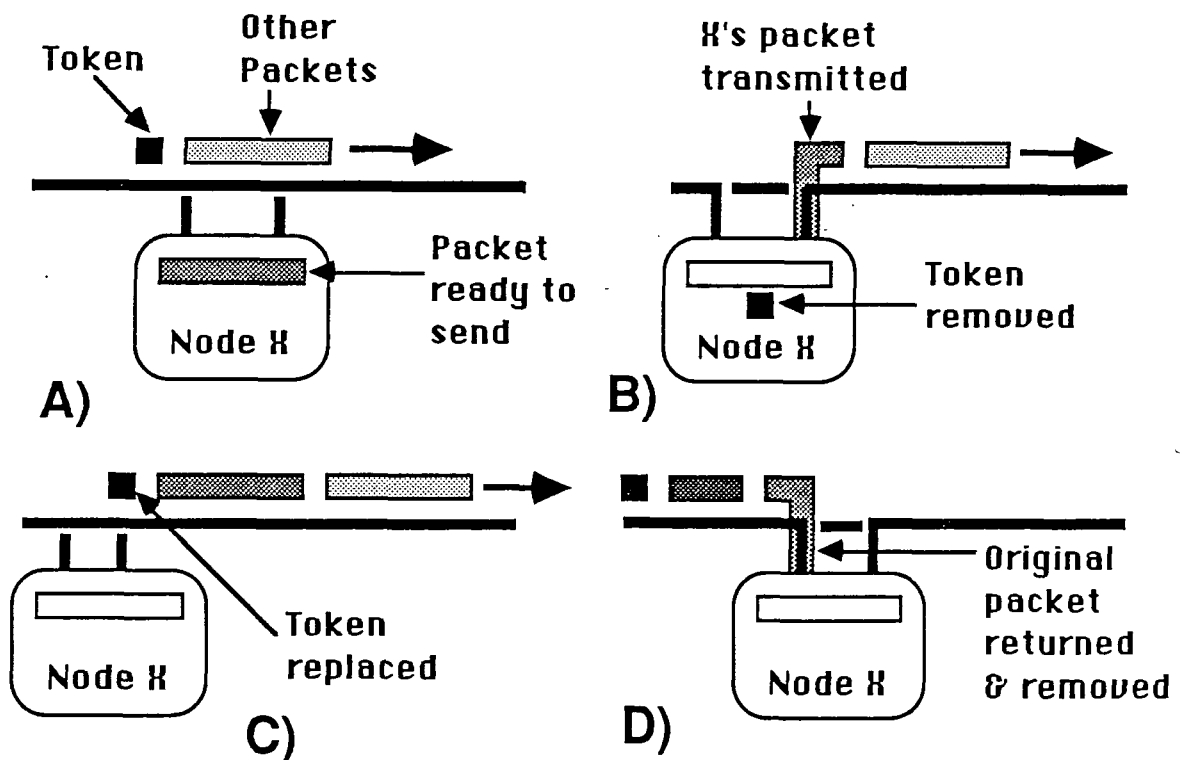 Token
Other
Packets
Packet
ready to
send
Node X
A)
X's packet
transmitted
Token
removed
Node X
B)
Token
replaced
Node X
C)
Original
packet
returned
& removed
Node X
D)